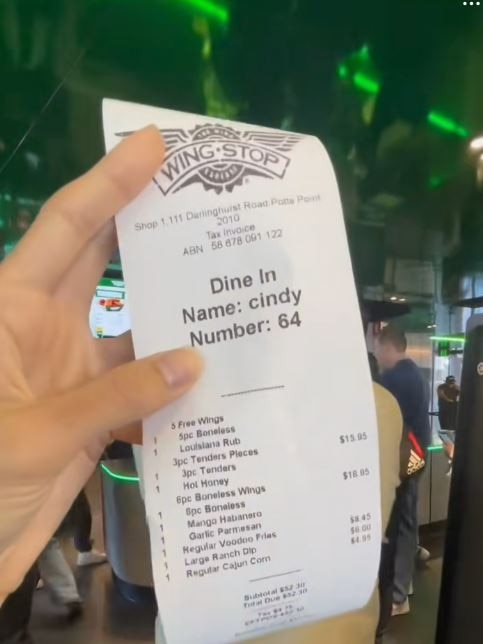 WING·STOP
Shop 1,111 Darlinghurst Road,Potts Point
2010
Tax Invoice
ABN 58 678 091 122
Dine In
Name: cindy
Number: 64
5 Free Wings
1 5pc Boneless
1 Louisiana Rub
3pc Tenders Pieces $15.95
1 3pc Tenders
1 Hot Honey
6pc Boneless Wings $16.95
1 6pc Boneless
1 Mango Habanero
1 Garlic Parmesan
1 Regular Voodoo Fries $8.45
1 Large Ranch Dip $6.00
1 Regular Cajun Corn $4.95
Subtotal $52.30
Total Due $52.30
Tax $4.75